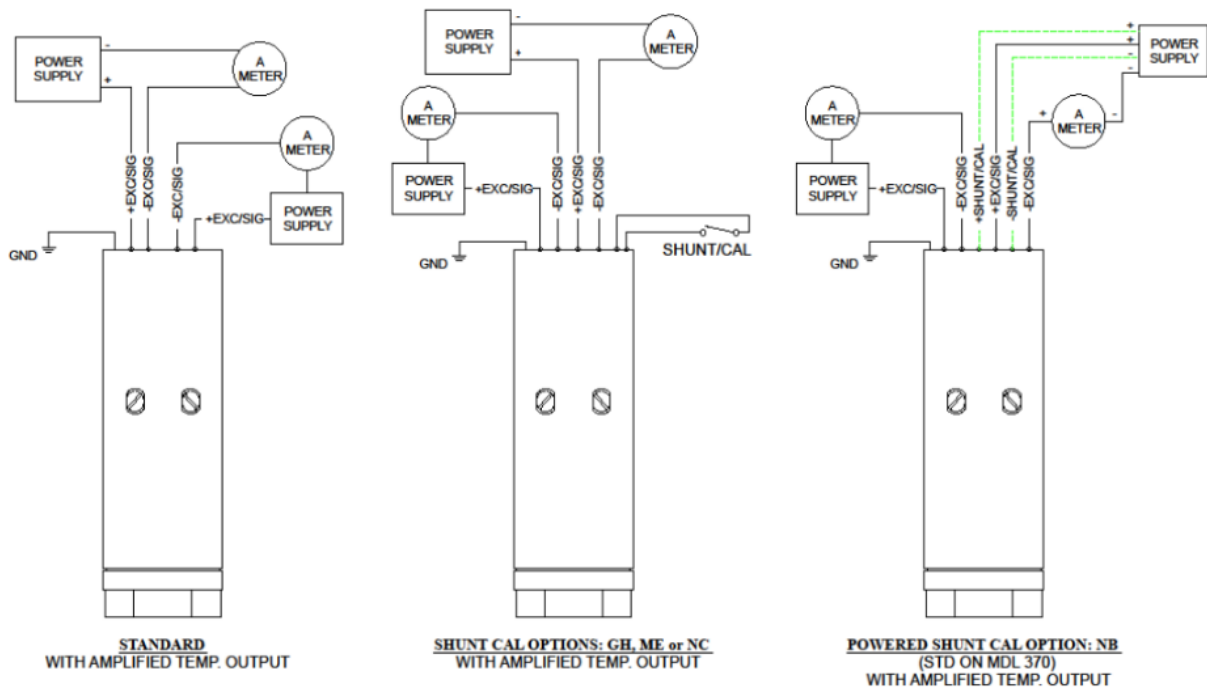 POWER
SUPPLY
-
+
A
METER
A
METER
+EXC/SIG
-EXC/SIG
-EXC/SIG
+EXC/SIG
POWER
SUPPLY
GND
STANDARD
WITH AMPLIFIED TEMP. OUTPUT
POWER
SUPPLY
-
+
A
METER
A
METER
POWER
SUPPLY
+EXC/SIG
-EXC/SIG
+EXC/SIG
-EXC/SIG
GND
SHUNT/CAL
SHUNT CAL OPTIONS: GH, ME or NC
WITH AMPLIFIED TEMP. OUTPUT
+
+
-
-
POWER
SUPPLY
A
METER
+
A
METER
-
POWER
SUPPLY
+EXC/SIG
-EXC/SIG
+SHUNT/CAL
+EXC/SIG
-SHUNT/CAL
-EXC/SIG
GND
POWERED SHUNT CAL OPTION: NB
(STD ON MDL 370)
WITH AMPLIFIED TEMP. OUTPUT